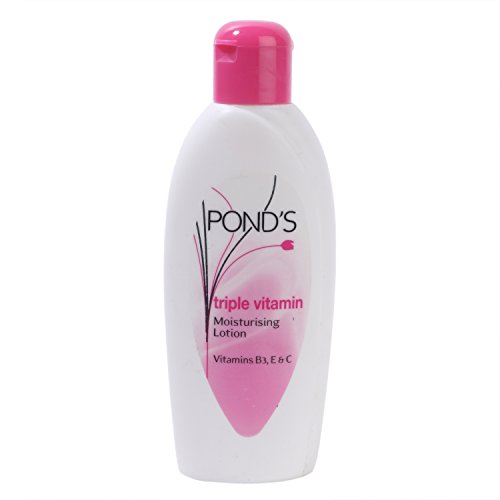 POND'S
triple vitamin
Moisturising
Lotion
Vitamins B3, E & C